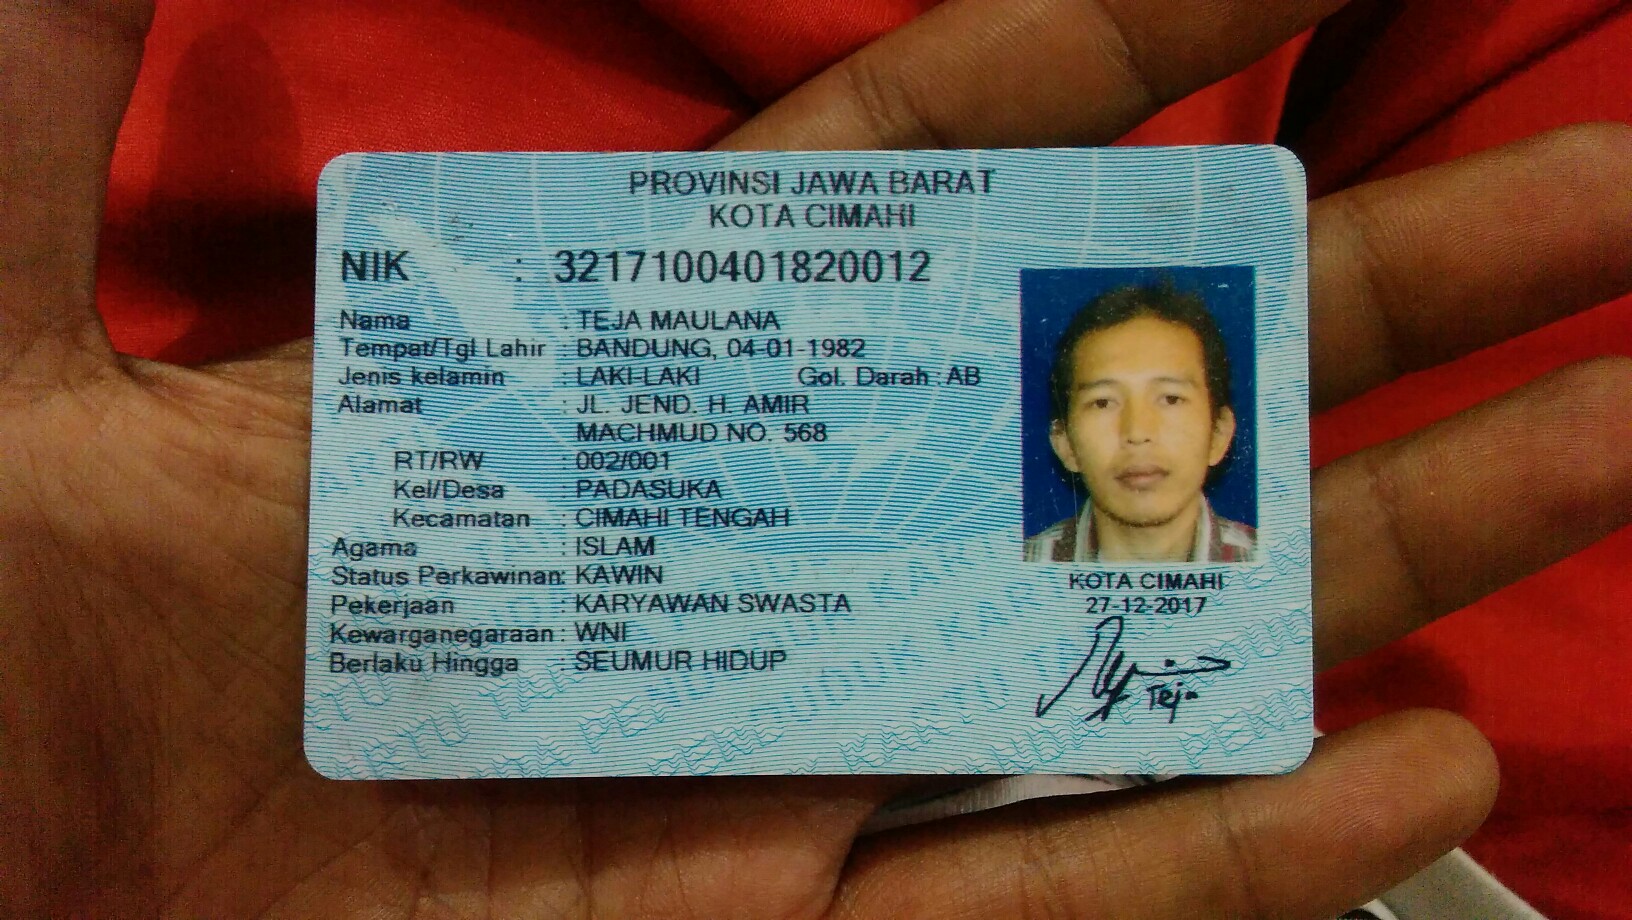 PROVINSI JAWA BARAT
KOTA CIMAHI
NIK : 3217100401820012
Nama : TEJA MAULANA
Tempat/Tgl Lahir : BANDUNG, 04-01-1982
Jenis kelamin : LAKI-LAKI Gol. Darah : AB
Alamat : JL. JEND. H. AMIR
MACHMUD NO. 568
RT/RW : 002/001
Kel/Desa : PADASUKA
Kecamatan : CIMAHI TENGAH
Agama : ISLAM
Status Perkawinan: KAWIN
Pekerjaan : KARYAWAN SWASTA
Kewarganegaraan : WNI
Berlaku Hingga : SEUMUR HIDUP
KOTA CIMAHI
27-12-2017
Teja